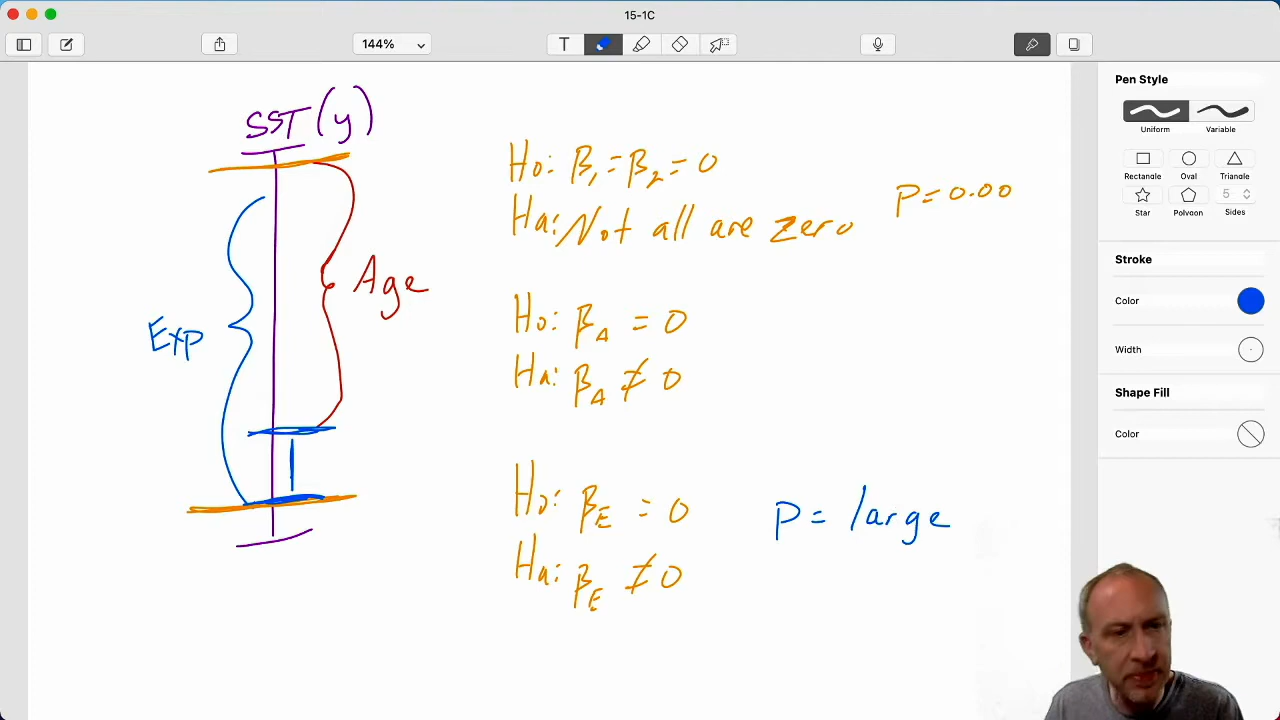 15-1C
144%
T
Pen Style
Uniform Variable
Rectangle Oval Triangle
5
Star Polygon Sides
Stroke
Color
Width
Shape Fill
Color
SST(y)
Exp
Age
Ho: β1=β2=0
Ha: Not all are zero
P=0.00
Ho: βA = 0
Ha: βA ≠ 0
Ho: βE = 0
Ha: βE ≠ 0
P= large